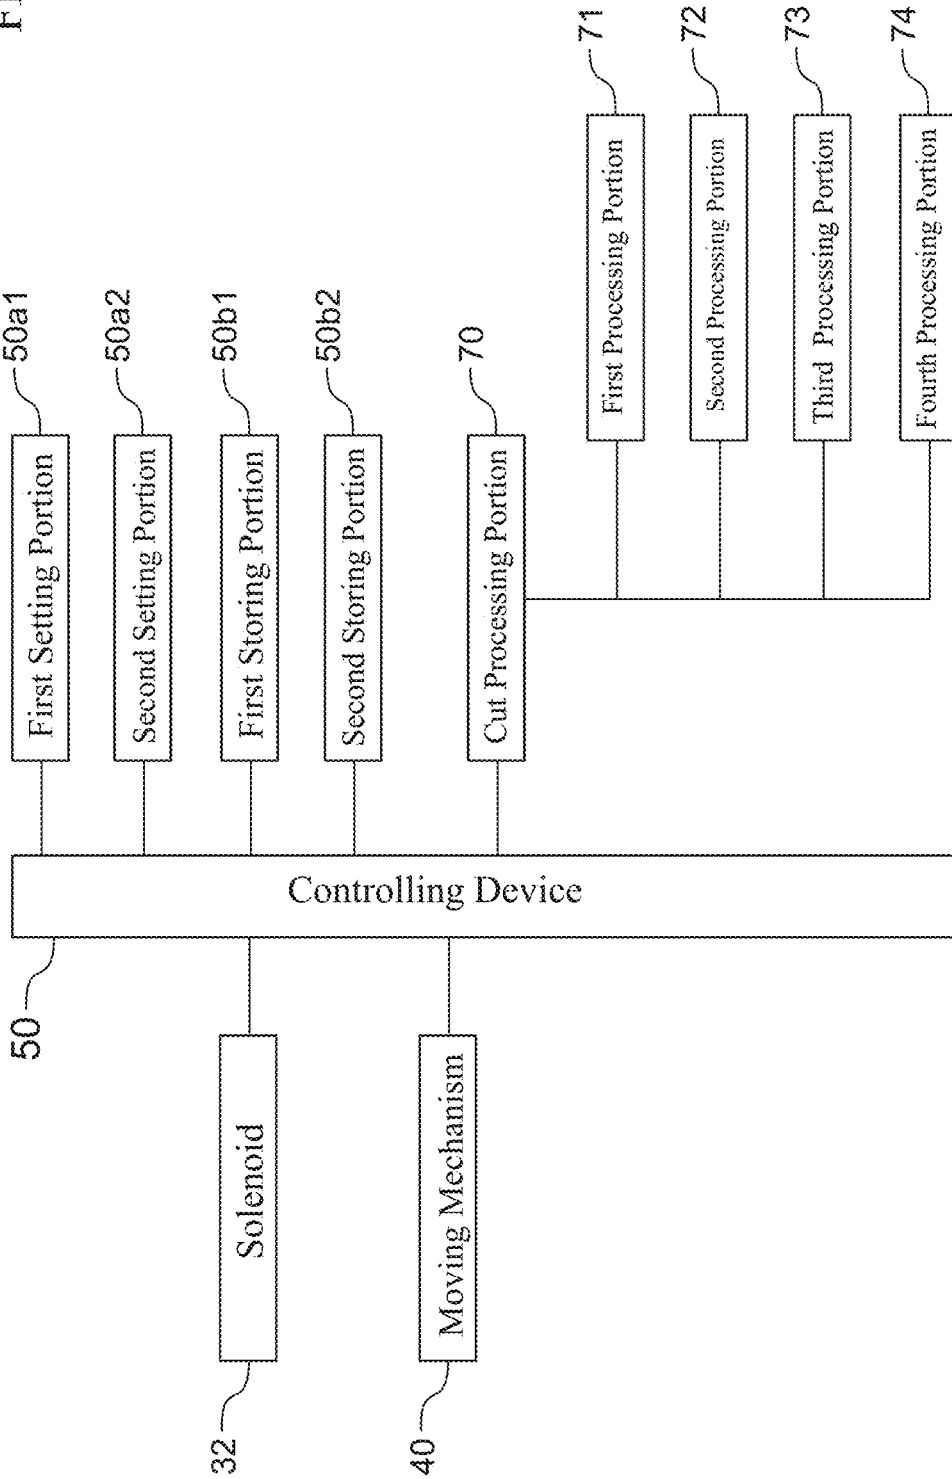 50a1
First Setting Portion
50a2
Second Setting Portion
50b1
First Storing Portion
50b2
Second Storing Portion
70
Cut Processing Portion
71
First Processing Portion
72
Second Processing Portion
73
Third Processing Portion
74
Fourth Processing Portion
Controlling Device
50
Solenoid
32
Moving Mechanism
40